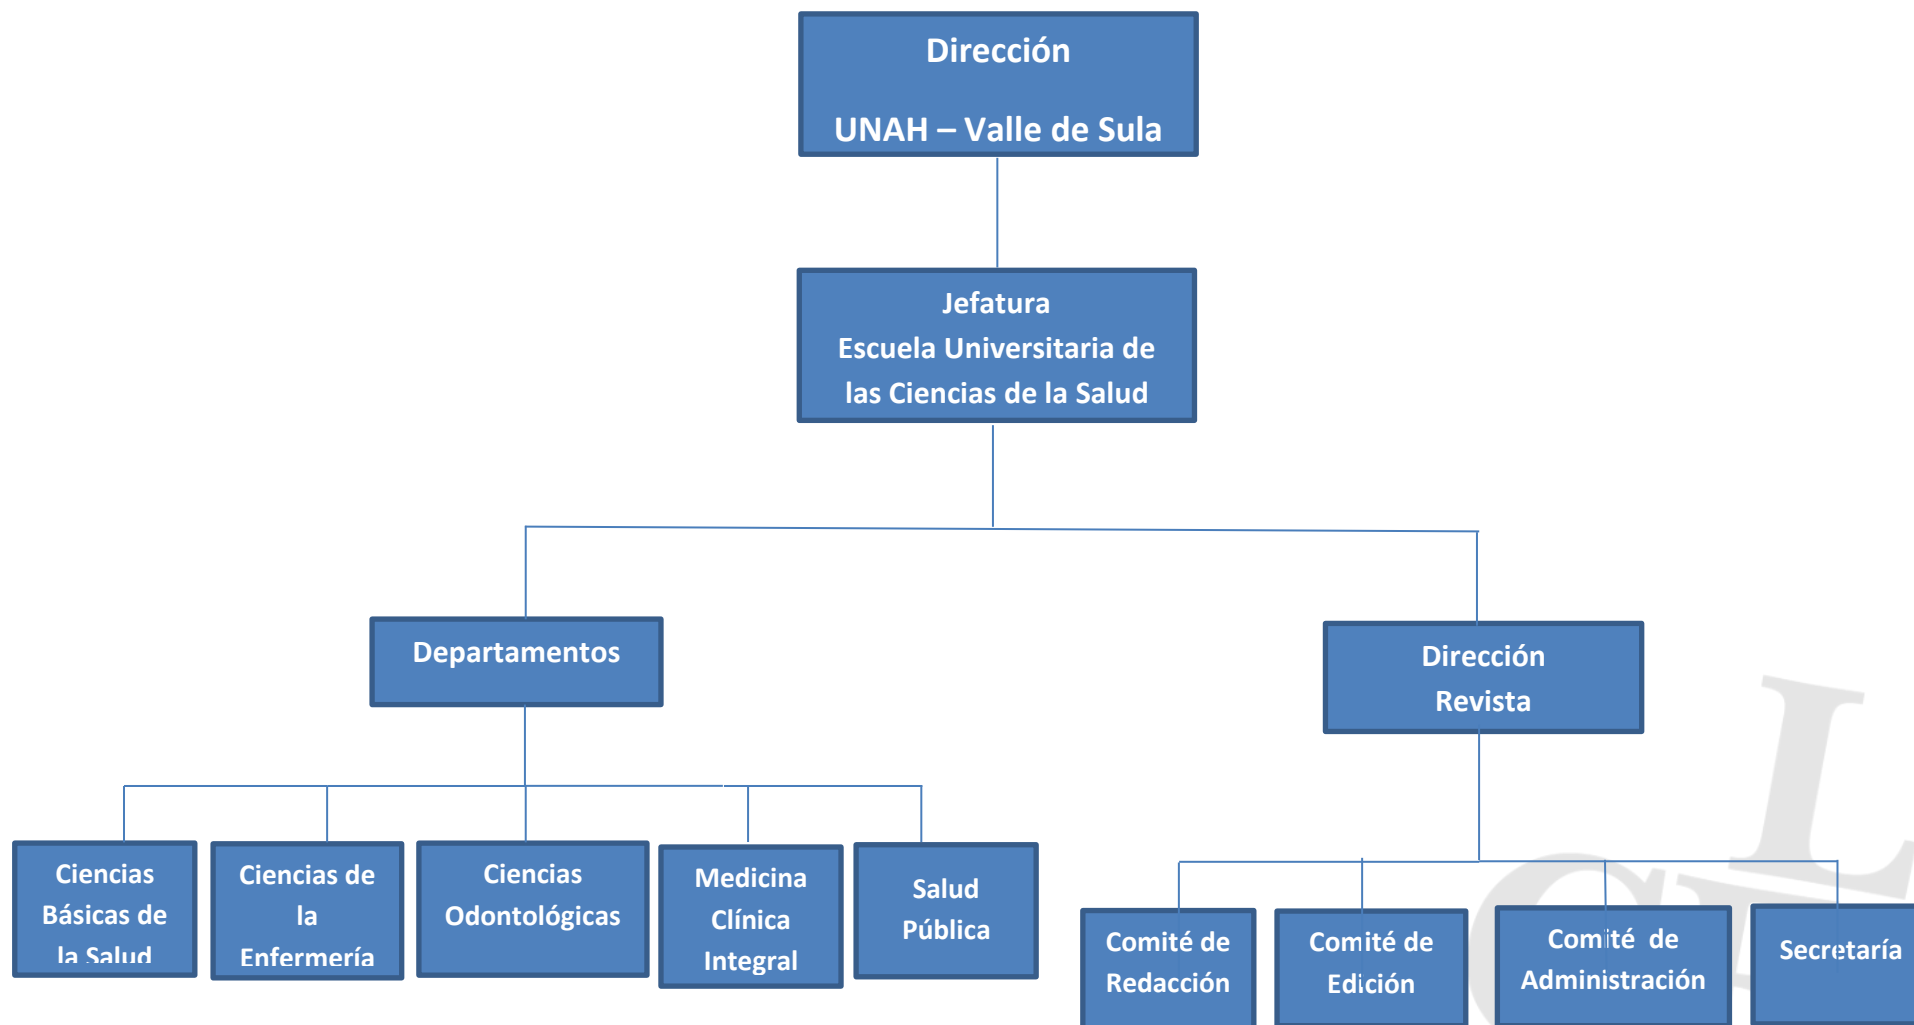 Dirección
UNAH – Valle de Sula
Jefatura
Escuela Universitaria de
las Ciencias de la Salud
Departamentos
Dirección
Revista
Ciencias
Básicas de
la Salud
Ciencias de
la
Enfermería
Ciencias
Odontológicas
Medicina
Clínica
Integral
Salud
Pública
Comité de
Redacción
Comité de
Edición
Comité de
Administración
Secretaría